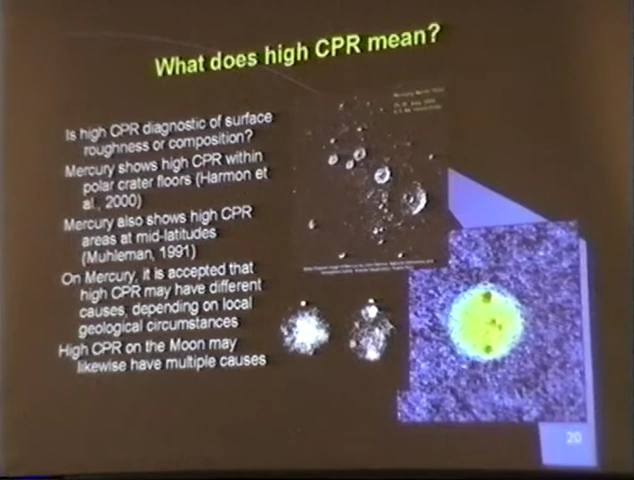 What does high CPR mean?
Is high CPR diagnostic of surface
roughness or composition?
Mercury shows high CPR within
polar crater floors (Harmon et
al., 2000)
Mercury also shows high CPR
areas at mid-latitudes
(Muhleman, 1991)
On Mercury, it is accepted that
high CPR may have different
causes, depending on local
geological circumstances
High CPR on the Moon may
likewise have multiple causes
20